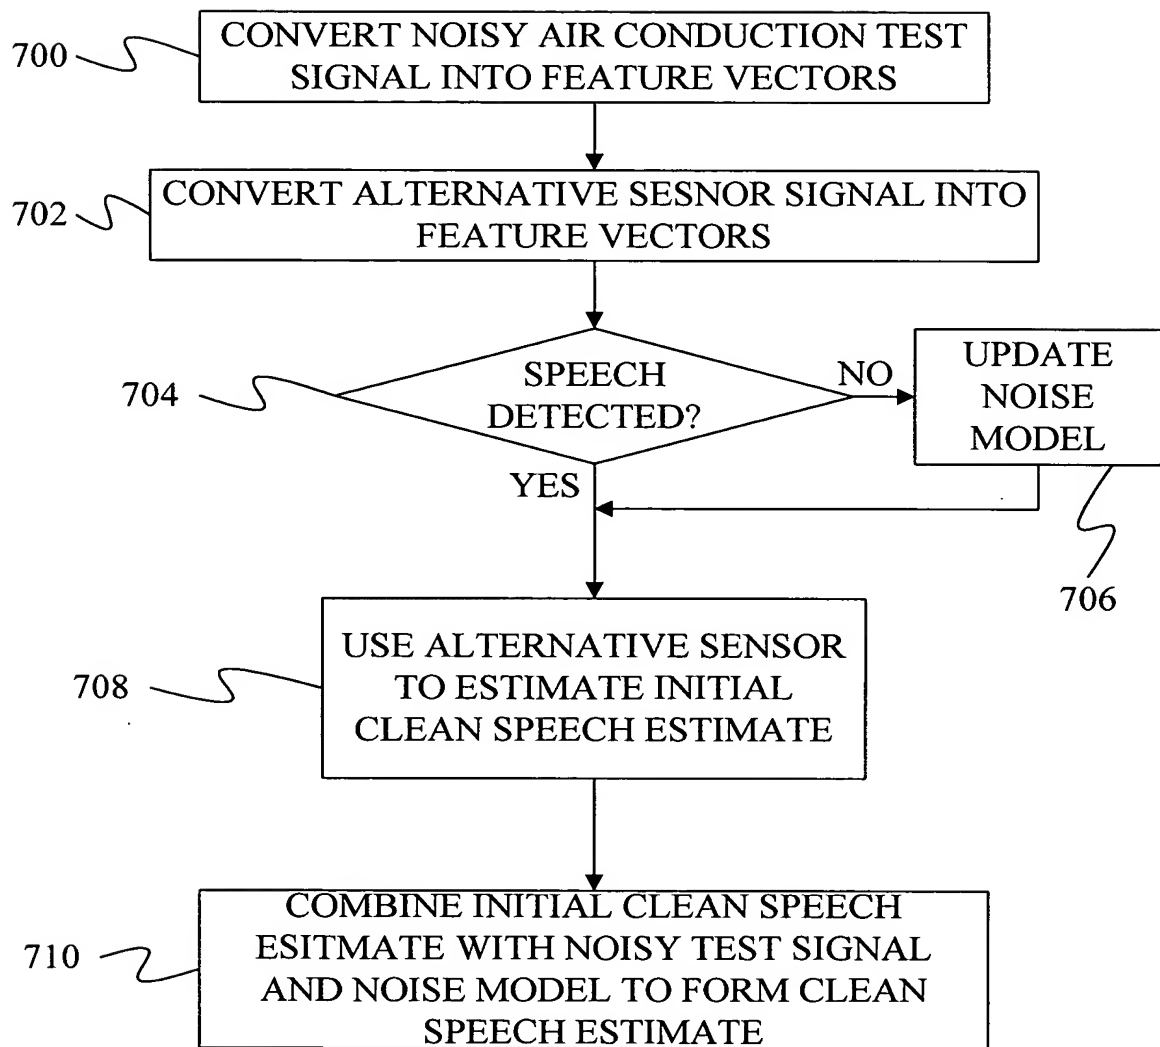 700
CONVERT NOISY AIR CONDUCTION TEST
SIGNAL INTO FEATURE VECTORS
702
CONVERT ALTERNATIVE SESNOR SIGNAL INTO
FEATURE VECTORS
704
SPEECH
DETECTED?
NO
UPDATE
NOISE
MODEL
YES
706
708
USE ALTERNATIVE SENSOR
TO ESTIMATE INITIAL
CLEAN SPEECH ESTIMATE
710
COMBINE INITIAL CLEAN SPEECH
ESITMATE WITH NOISY TEST SIGNAL
AND NOISE MODEL TO FORM CLEAN
SPEECH ESTIMATE